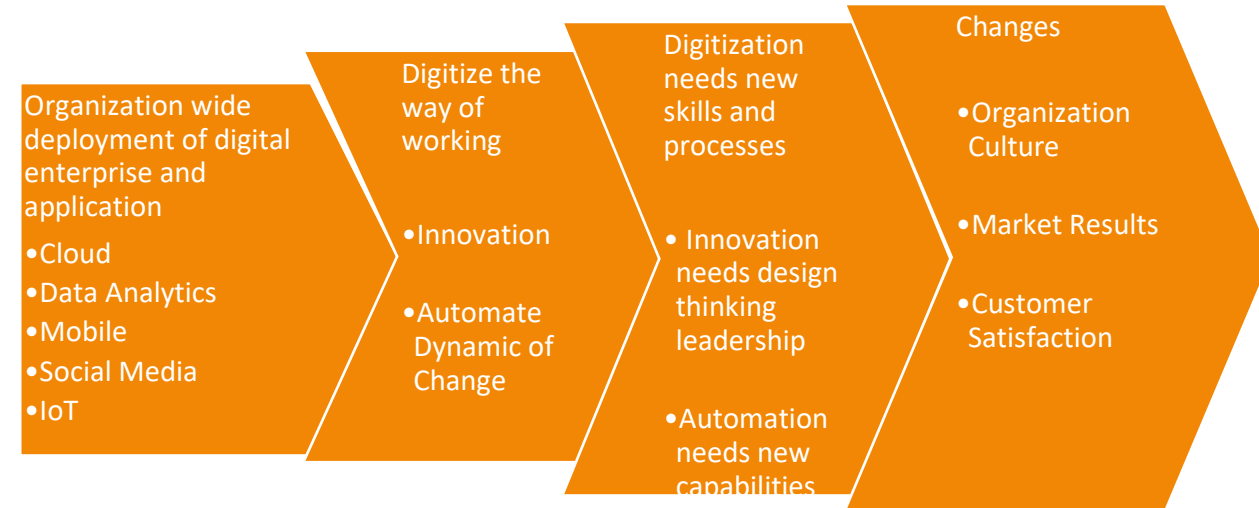 Organization wide
deployment of digital
enterprise and
application
•Cloud
•Data Analytics
•Mobile
•Social Media
•IoT
Digitize the
way of
working
•Innovation
•Automate
Dynamic of
Change
Digitization
needs new
skills and
processes
• Innovation
needs design
thinking
leadership
•Automation
needs new
capabilities
Changes
•Organization
Culture
•Market Results
•Customer
Satisfaction